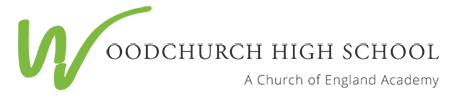 WOODCHURCH HIGH SCHOOL
A Church of England Academy